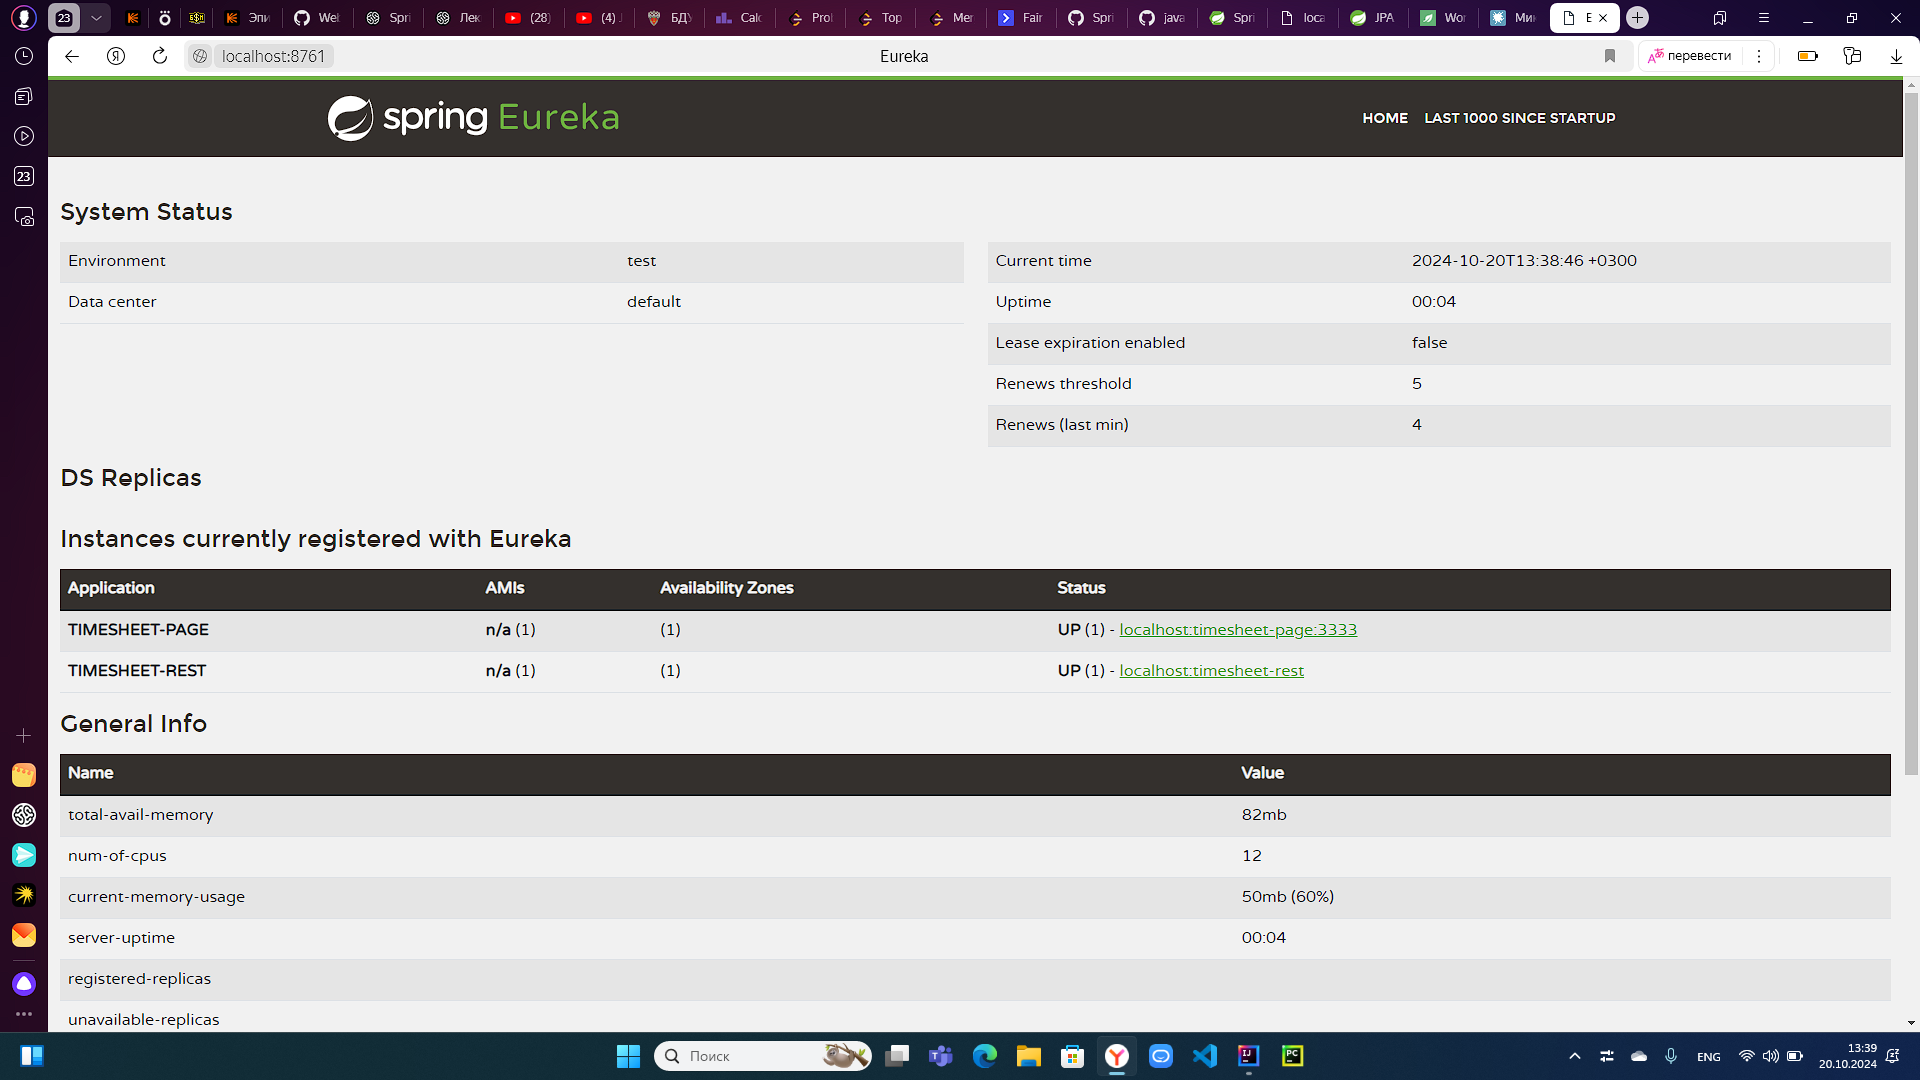 23
Эпи
Wel
Spri
Лек
(28)
(4) J
БДУ
Calc
Prol
Top
Mer
Fair
Spri
java
Spri
loca
JPA
Wor
Мик
E
localhost:8761
Eureka
перевести
spring Eureka
HOME
LAST 1000 SINCE STARTUP
23
System Status
Environment test
Data center default
Current time 2024-10-20T13:38:46 +0300
Uptime 00:04
Lease expiration enabled false
Renews threshold 5
Renews (last min) 4
DS Replicas
Instances currently registered with Eureka
Application AMIs Availability Zones Status
TIMESHEET-PAGE n/a (1) (1) UP (1) - localhost:timesheet-page:3333
TIMESHEET-REST n/a (1) (1) UP (1) - localhost:timesheet-rest
General Info
Name Value
total-avail-memory 82mb
num-of-cpus 12
current-memory-usage 50mb (60%)
server-uptime 00:04
registered-replicas
unavailable-replicas
Поиск
ENG
13:39
20.10.2024